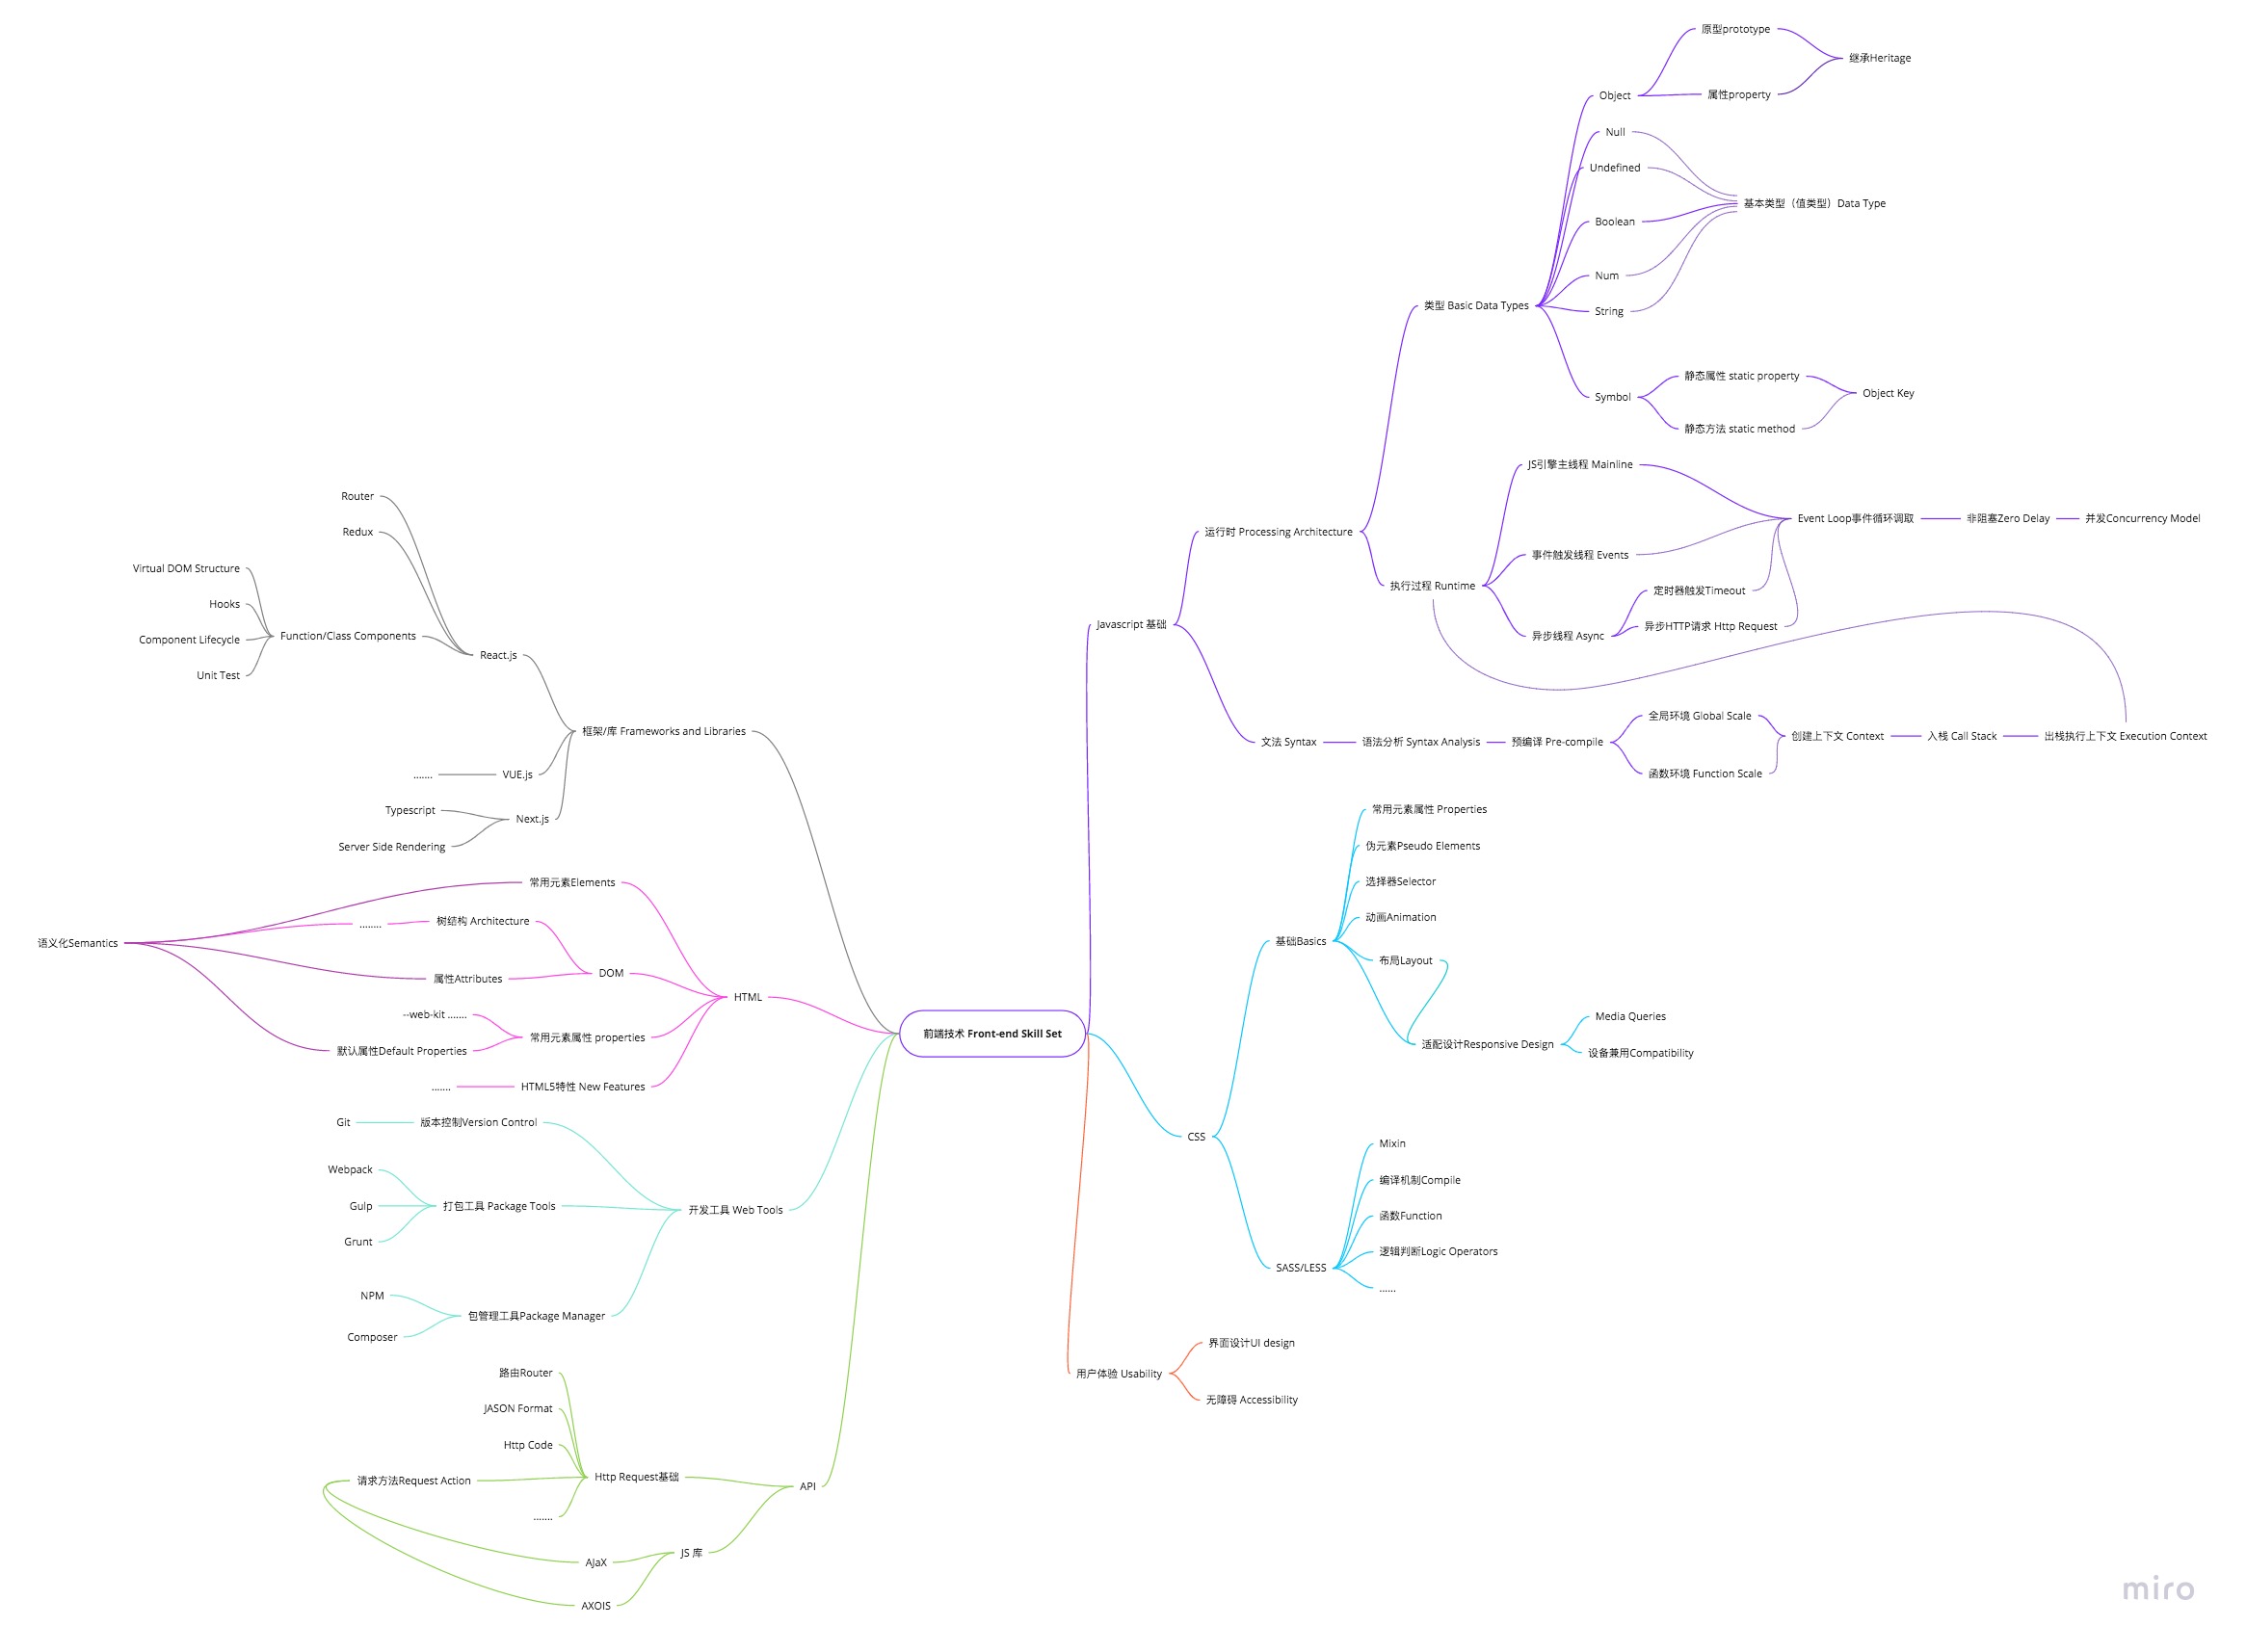 前端技术 Front-end Skill Set
Javascript 基础
运行时 Processing Architecture
类型 Basic Data Types
Object
原型prototype
属性property
继承Heritage
Null
Undefined
Boolean
Num
String
基本类型（值类型）Data Type
Symbol
静态属性 static property
静态方法 static method
Object Key
执行过程 Runtime
JS引擎主线程 Mainline
事件触发线程 Events
异步线程 Async
定时器触发Timeout
异步HTTP请求 Http Request
Event Loop事件循环调取
非阻塞Zero Delay
并发Concurrency Model
文法 Syntax
语法分析 Syntax Analysis
预编译 Pre-compile
全局环境 Global Scale
函数环境 Function Scale
创建上下文 Context
入栈 Call Stack
出栈执行上下文 Execution Context
CSS
基础Basics
常用元素属性 Properties
伪元素Pseudo Elements
选择器Selector
动画Animation
布局Layout
适配设计Responsive Design
Media Queries
设备兼用Compatibility
SASS/LESS
Mixin
编译机制Compile
函数Function
逻辑判断Logic Operators
......
用户体验 Usability
界面设计UI design
无障碍 Accessibility
框架/库 Frameworks and Libraries
React.js
Router
Redux
Function/Class Components
Virtual DOM Structure
Hooks
Component Lifecycle
Unit Test
VUE.js
.......
Next.js
Typescript
Server Side Rendering
HTML
常用元素Elements
DOM
树结构 Architecture
........
属性Attributes
语义化Semantics
常用元素属性 properties
--web-kit .......
默认属性Default Properties
HTML5特性 New Features
.......
开发工具 Web Tools
版本控制Version Control
Git
打包工具 Package Tools
Webpack
Gulp
Grunt
包管理工具Package Manager
NPM
Composer
API
Http Request基础
路由Router
JASON Format
Http Code
请求方法Request Action
.......
JS 库
AJaX
AXOIS
miro